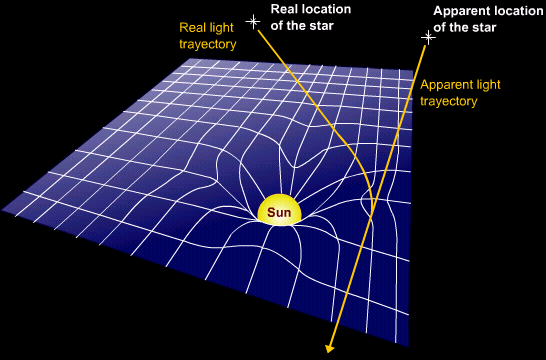 Real location
of the star
Apparent location
of the star
Real light
trayectory
Apparent light
trayectory
Sun